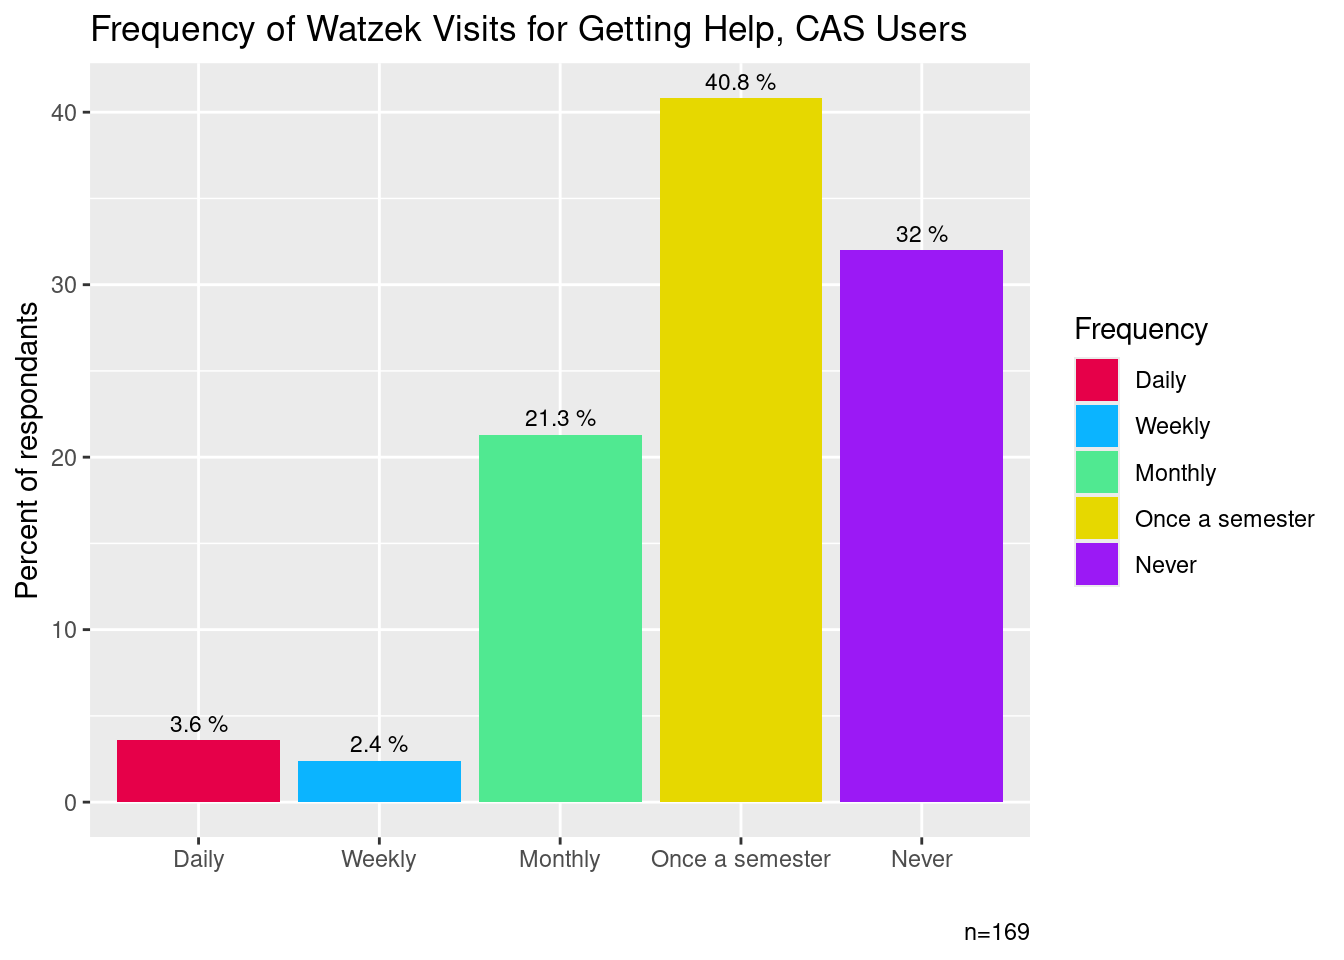 Frequency of Watzek Visits for Getting Help, CAS Users
Percent of respondants
40
30
20
10
0
3.6 %
2.4 %
21.3 %
40.8 %
32 %
Daily
Weekly
Monthly
Once a semester
Never
Frequency
Daily
Weekly
Monthly
Once a semester
Never
n=169